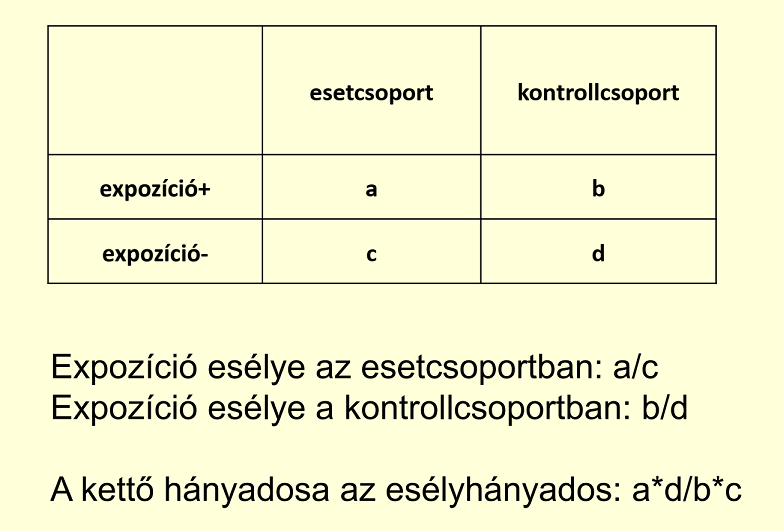 esetcsoport kontrollcsoport
expozíció+ a b
expozíció- c d
Expozíció esélye az esetcsoportban: a/c
Expozíció esélye a kontrollcsoportban: b/d
A kettő hányadosa az esélyhányados: a*d/b*c